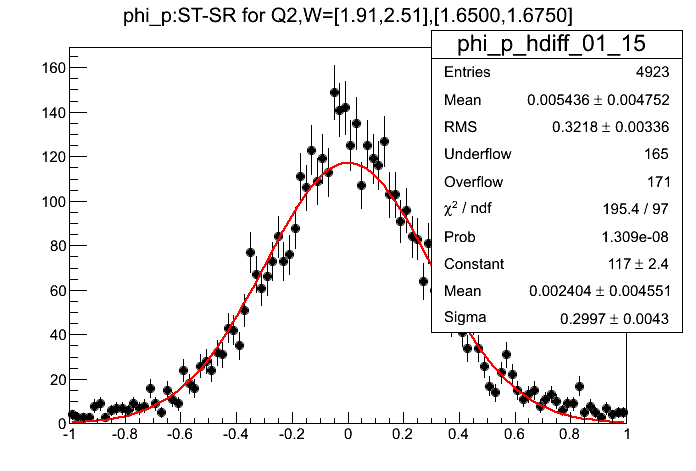 phi_p:ST-SR for Q2,W=[1.91,2.51],[1.6500,1.6750]
phi_p_hdiff_01_15
Entries 4923
Mean 0.005436 ± 0.004752
RMS 0.3218 ± 0.00336
Underflow 165
Overflow 171
χ² / ndf 195.4 / 97
Prob 1.309e-08
Constant 117 ± 2.4
Mean 0.002404 ± 0.004551
Sigma 0.2997 ± 0.0043
160
140
120
100
80
60
40
20
0
-1 -0.8 -0.6 -0.4 -0.2 0 0.2 0.4 0.6 0.8 1